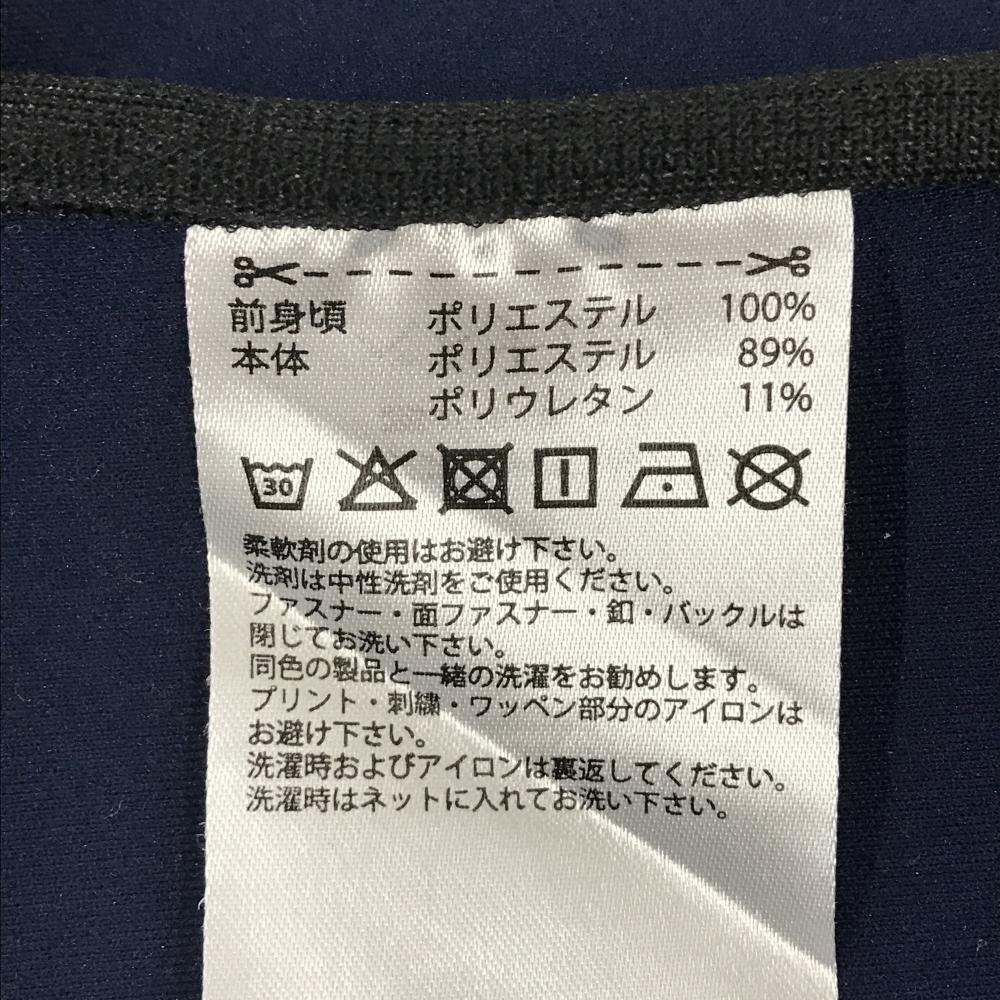 前身頃 ポリエステル 100%
本体 ポリエステル 89%
ポリウレタン 11%
30
柔軟剤の使用はお避け下さい。
洗剤は中性洗剤をご使用ください。
ファスナー・面ファスナー・釦・バックルは
閉じてお洗い下さい。
同色の製品と一緒の洗濯をお勧めします。
プリント・刺繍・ワッペン部分のアイロンは
お避け下さい。
洗濯時およびアイロンは裏返してください。
洗濯時はネットに入れてお洗い下さい。